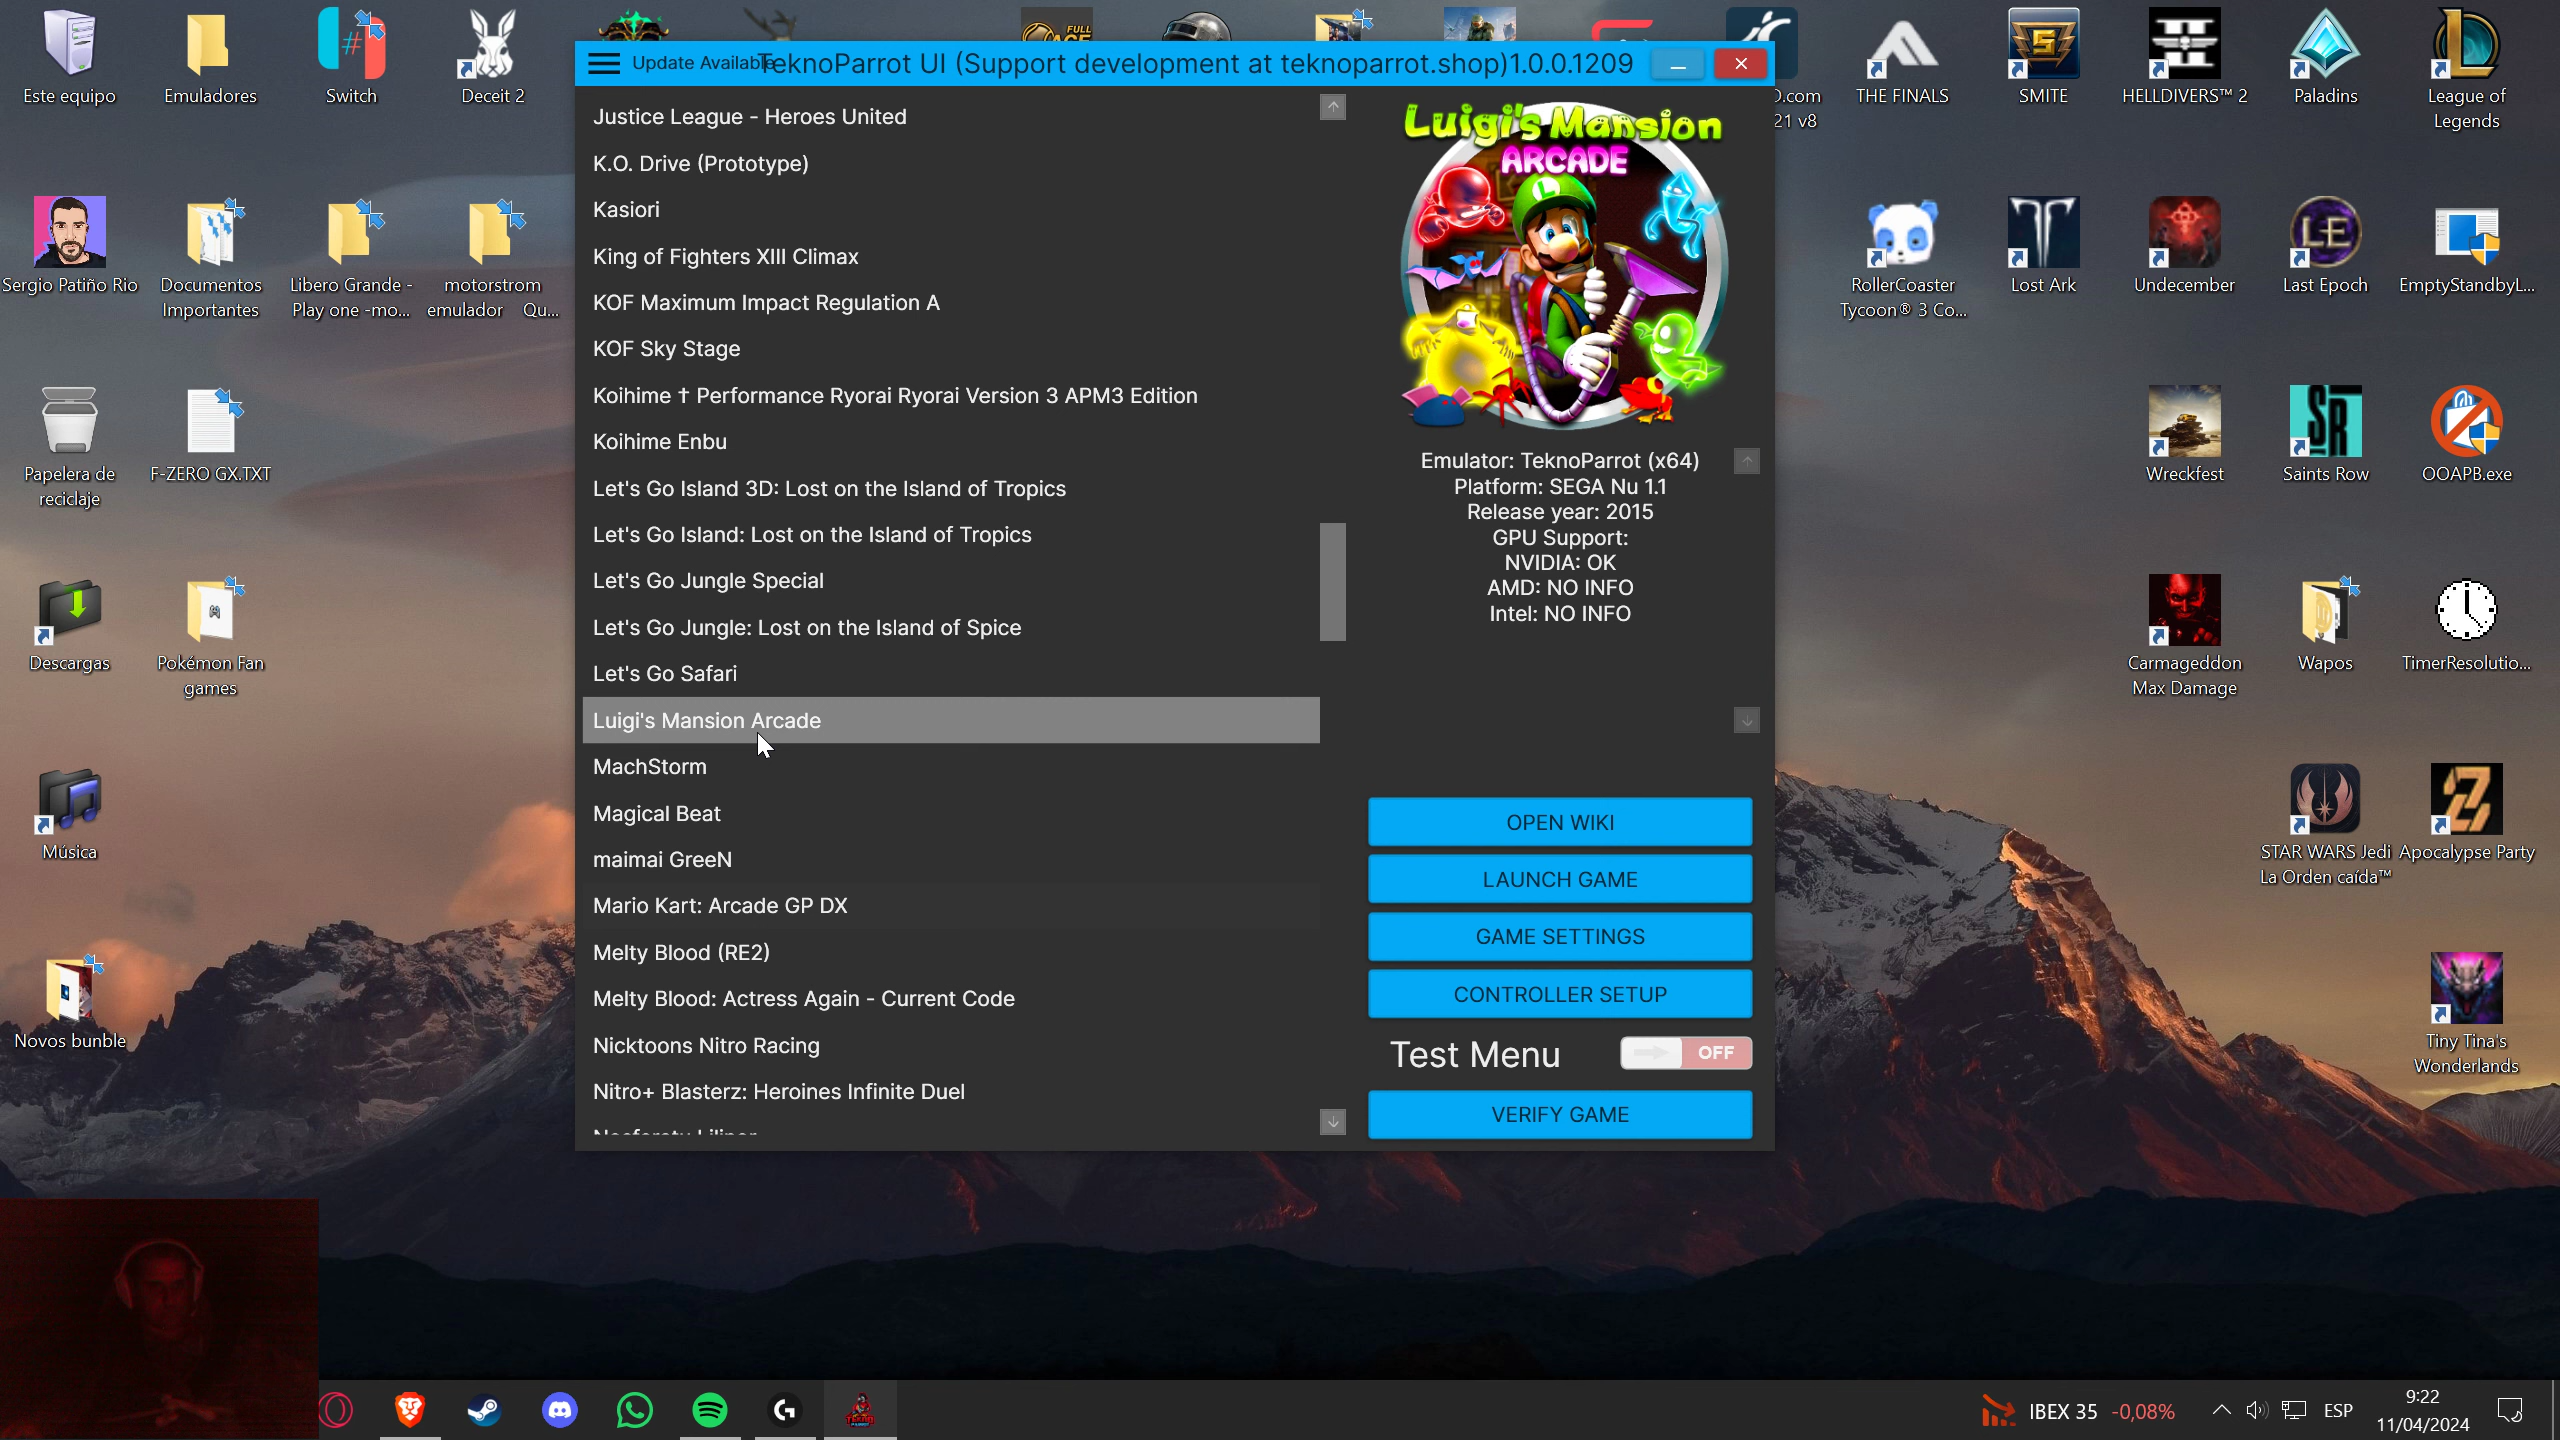 Update Available
TeknoParrot UI (Support development at teknoparrot.shop)1.0.0.1209
Este equipo
Emuladores
Switch
Deceit 2
O.com
21 v8
THE FINALS
SMITE
HELLDIVERS™ 2
Paladins
League of
Legends
Sergio Patiño Rio
Documentos
Importantes
Libero Grande -
Play one -mo...
motorstrom
emulador Qu...
RollerCoaster
Tycoon® 3 Co...
Lost Ark
Undecember
Last Epoch
EmptyStandbyL...
Papelera de
reciclaje
F-ZERO GX.TXT
Wreckfest
Saints Row
OOAPB.exe
Descargas
Pokémon Fan
games
Carmageddon
Max Damage
Wapos
TimerResolutio...
Música
STAR WARS Jedi
La Orden caída™
Apocalypse Party
Novos bunble
Tiny Tina's
Wonderlands
Justice League - Heroes United
K.O. Drive (Prototype)
Kasiori
King of Fighters XIII Climax
KOF Maximum Impact Regulation A
KOF Sky Stage
Koihime † Performance Ryorai Ryorai Version 3 APM3 Edition
Koihime Enbu
Let's Go Island 3D: Lost on the Island of Tropics
Let's Go Island: Lost on the Island of Tropics
Let's Go Jungle Special
Let's Go Jungle: Lost on the Island of Spice
Let's Go Safari
Luigi's Mansion Arcade
MachStorm
Magical Beat
maimai GreeN
Mario Kart: Arcade GP DX
Melty Blood (RE2)
Melty Blood: Actress Again - Current Code
Nicktoons Nitro Racing
Nitro+ Blasterz: Heroines Infinite Duel
Luigi's Mansion
ARCADE
Emulator: TeknoParrot (x64)
Platform: SEGA Nu 1.1
Release year: 2015
GPU Support:
NVIDIA: OK
AMD: NO INFO
Intel: NO INFO
OPEN WIKI
LAUNCH GAME
GAME SETTINGS
CONTROLLER SETUP
Test Menu
OFF
VERIFY GAME
FULL
SR
LE
IBEX 35 -0,08%
ESP
9:22
11/04/2024